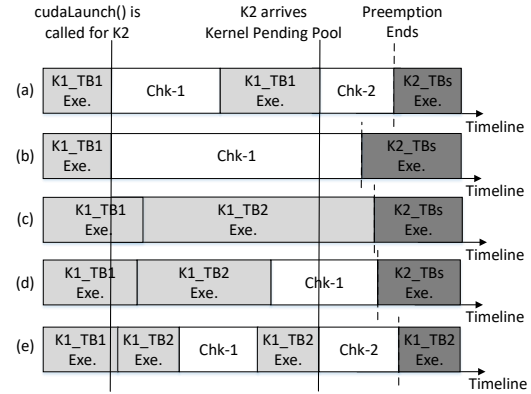 cudaLaunch() is
called for K2
K2 arrives
Kernel Pending Pool
Preemption
Ends
(a)
K1_TB1
Exe.
Chk-1
K1_TB1
Exe.
Chk-2
K2_TBs
Exe.
Timeline
(b)
K1_TB1
Exe.
Chk-1
K2_TBs
Exe.
Timeline
(c)
K1_TB1
Exe.
K1_TB2
Exe.
K2_TBs
Exe.
Timeline
(d)
K1_TB1
Exe.
K1_TB2
Exe.
Chk-1
K2_TBs
Exe.
Timeline
(e)
K1_TB1
Exe.
K1_TB2
Exe.
Chk-1
K1_TB2
Exe.
Chk-2
K1_TB2
Exe.
Timeline